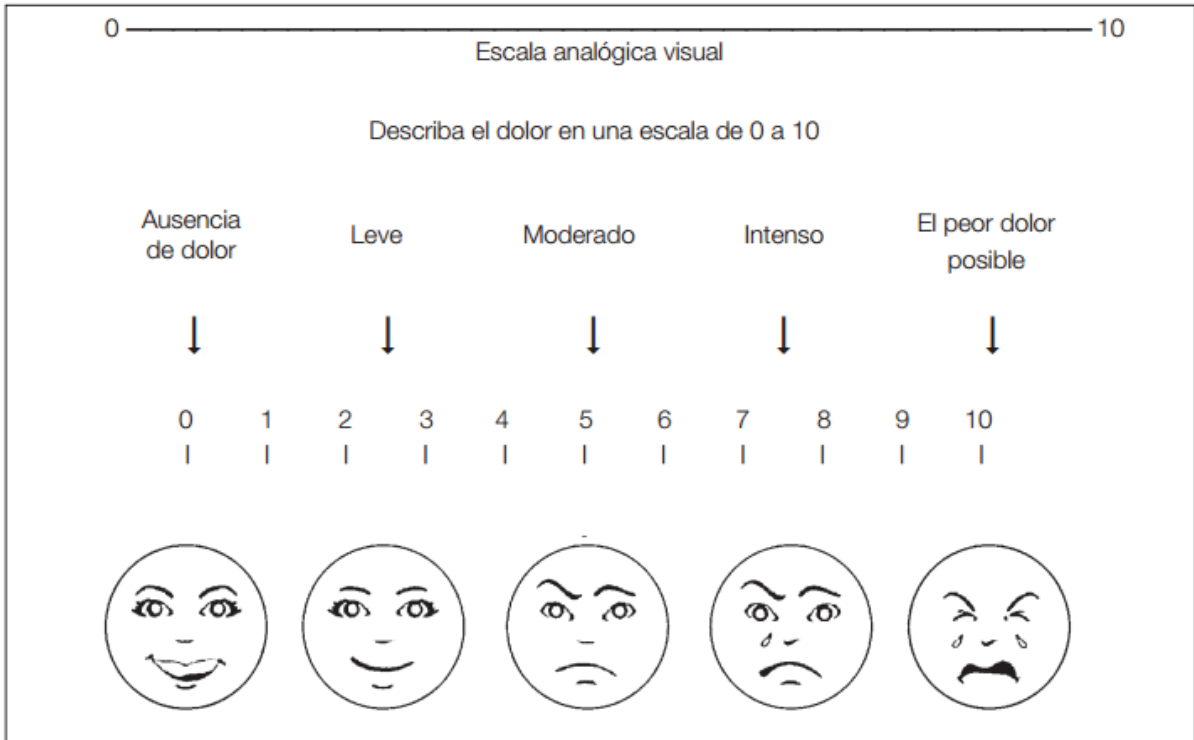 0 10
Escala analógica visual
Describa el dolor en una escala de 0 a 10
Ausencia de dolor
Leve
Moderado
Intenso
El peor dolor posible
0 1 2 3 4 5 6 7 8 9 10